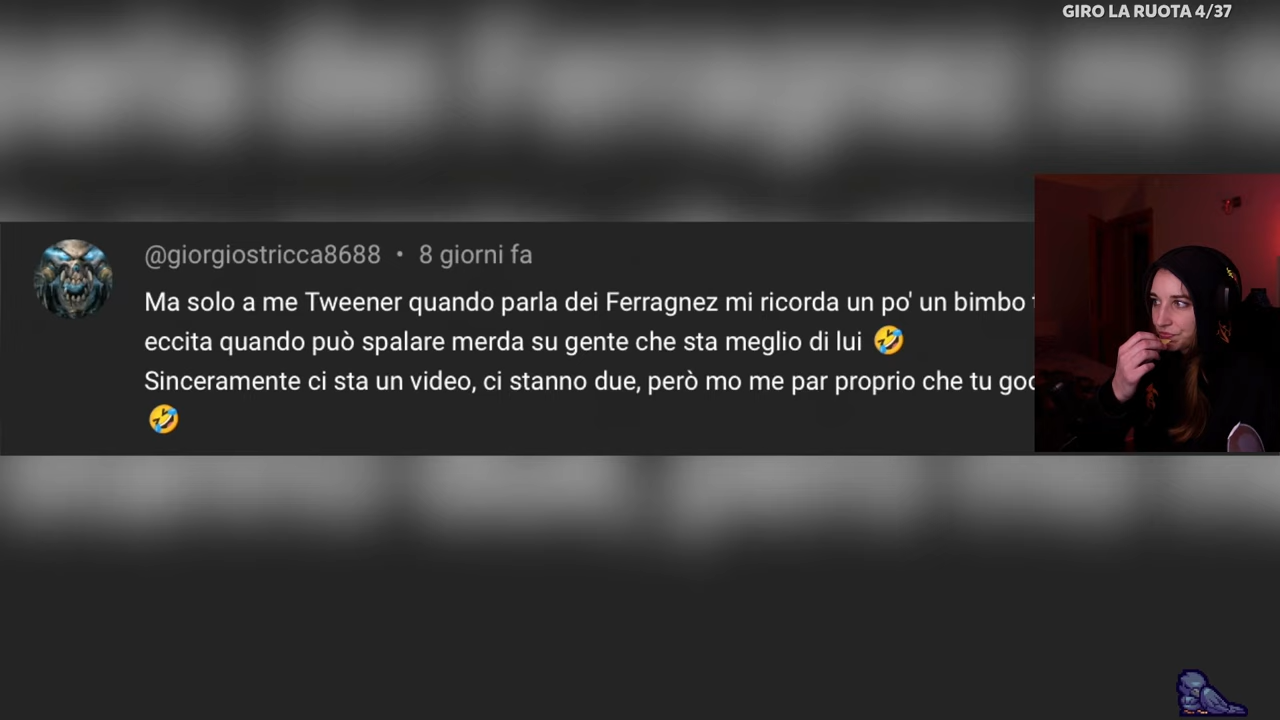 GIRO LA RUOTA 4/37
@giorgiostricca8688 • 8 giorni fa
Ma solo a me Tweener quando parla dei Ferragnez mi ricorda un po' un bimbo
eccita quando può spalare merda su gente che sta meglio di lui 🤣
Sinceramente ci sta un video, ci stanno due, però mo me par proprio che tu
🤣